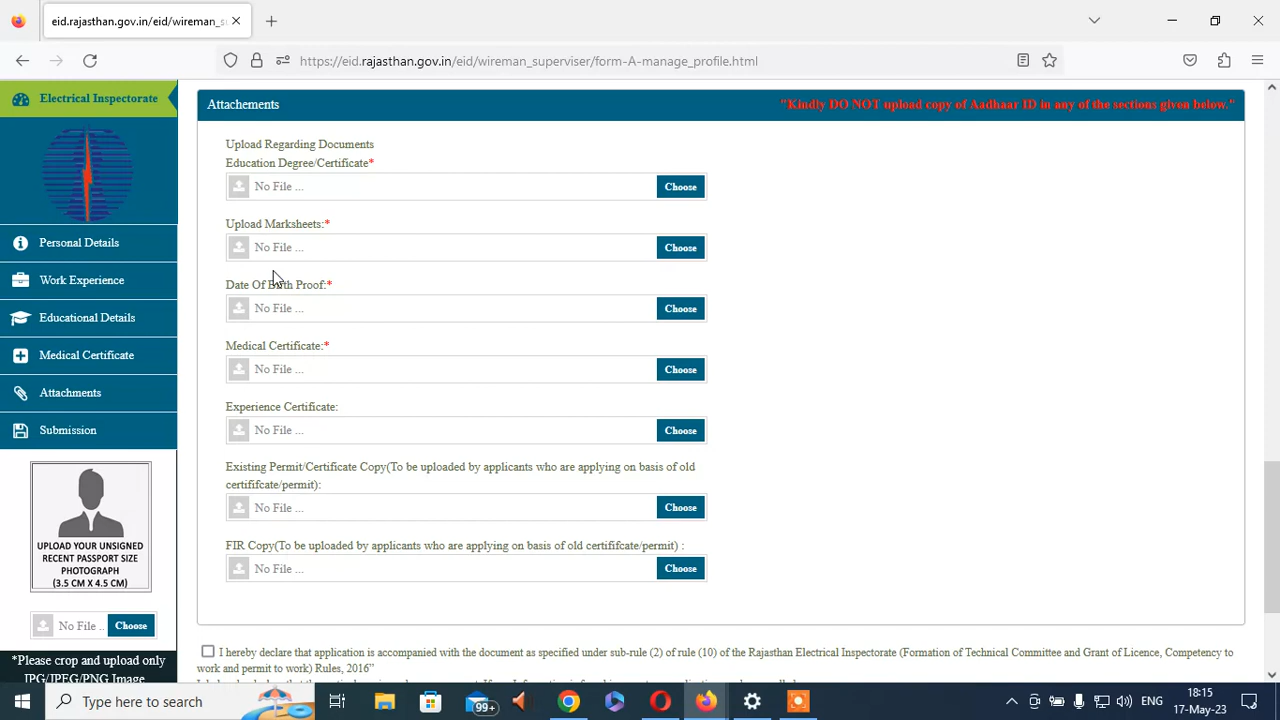 eid.rajasthan.gov.in/eid/wireman_s
https://eid.rajasthan.gov.in/eid/wireman_superviser/form-A-manage_profile.html
Electrical Inspectorate
Personal Details
Work Experience
Educational Details
Medical Certificate
Attachments
Submission
UPLOAD YOUR UNSIGNED
RECENT PASSPORT SIZE
PHOTOGRAPH
(3.5 CM X 4.5 CM)
No File .. Choose
*Please crop and upload only
JPG/JPEG/PNG Image
Attachements "Kindly DO NOT upload copy of Aadhaar ID in any of the sections given below."
Upload Regarding Documents
Education Degree/Certificate*
No File ... Choose
Upload Marksheets:*
No File ... Choose
Date Of Birth Proof:*
No File ... Choose
Medical Certificate:*
No File ... Choose
Experience Certificate:
No File ... Choose
Existing Permit/Certificate Copy(To be uploaded by applicants who are applying on basis of old
certififcate/permit):
No File ... Choose
FIR Copy(To be uploaded by applicants who are applying on basis of old certififcate/permit) :
No File ... Choose
I hereby declare that application is accompanied with the document as specified under sub-rule (2) of rule (10) of the Rajasthan Electrical Inspectorate (Formation of Technical Committee and Grant of Licence, Competency to
work and permit to work) Rules, 2016”
Type here to search
99+
ENG
18:15
17-May-23